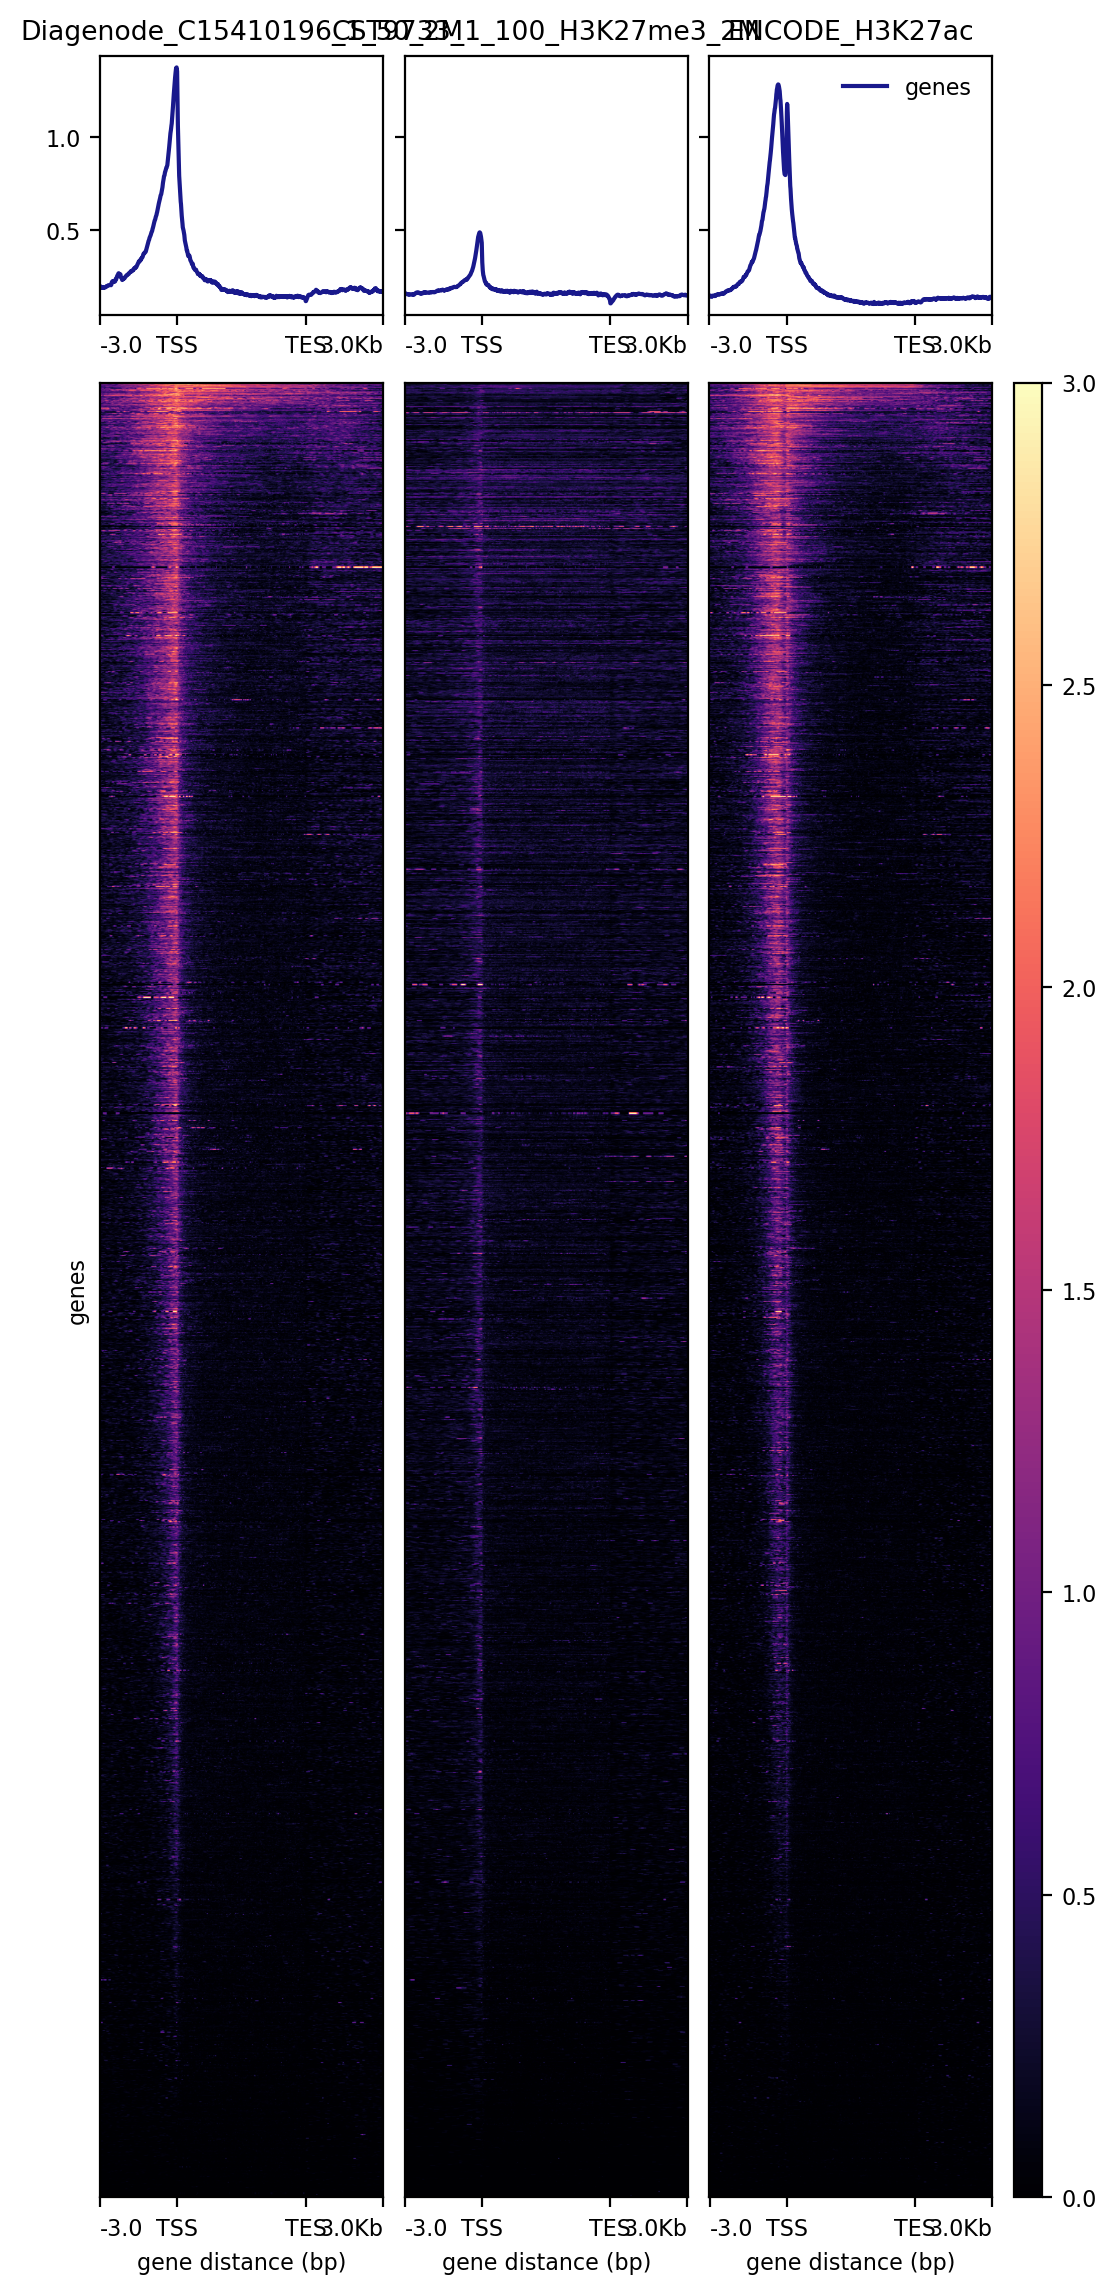 Diagenode_C15410196_1_50_2M
CST9733_1_100_H3K27me3_2M
ENCODE_H3K27ac
genes
1.0
0.5
-3.0 TSS TES 3.0Kb
-3.0 TSS TES 3.0Kb
-3.0 TSS TES 3.0Kb
genes
3.0
2.5
2.0
1.5
1.0
0.5
0.0
-3.0 TSS TES 3.0Kb
-3.0 TSS TES 3.0Kb
-3.0 TSS TES 3.0Kb
gene distance (bp)
gene distance (bp)
gene distance (bp)